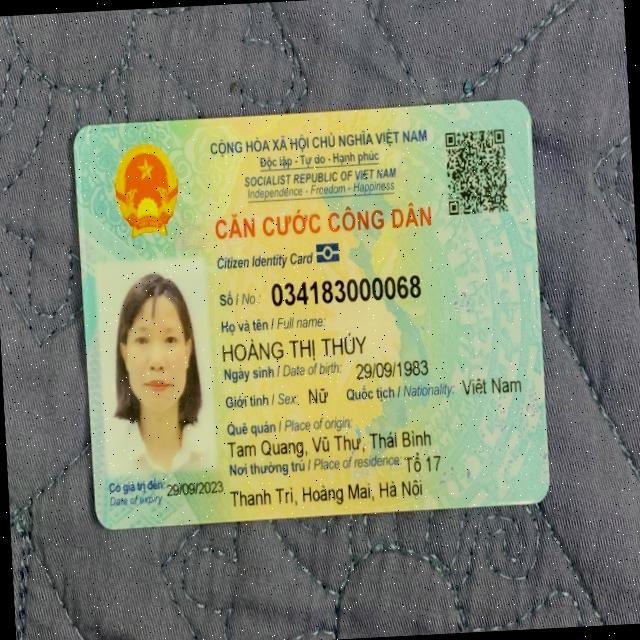 CỘNG HÒA XÃ HỘI CHỦ NGHĨA VIỆT NAM
Độc lập - Tự do - Hạnh phúc
SOCIALIST REPUBLIC OF VIET NAM
Independence - Freedom - Happiness
CĂN CƯỚC CÔNG DÂN
Citizen Identity Card
Số / No.: 034183000068
Họ và tên / Full name:
HOÀNG THỊ THỦY
Ngày sinh / Date of birth: 29/09/1983
Giới tính / Sex: Nữ Quốc tịch / Nationality: Việt Nam
Quê quán / Place of origin:
Tam Quang, Vũ Thư, Thái Bình
Nơi thường trú / Place of residence: Tổ 17
Thanh Trì, Hoàng Mai, Hà Nội
Có giá trị đến: 29/09/2023
Date of expiry